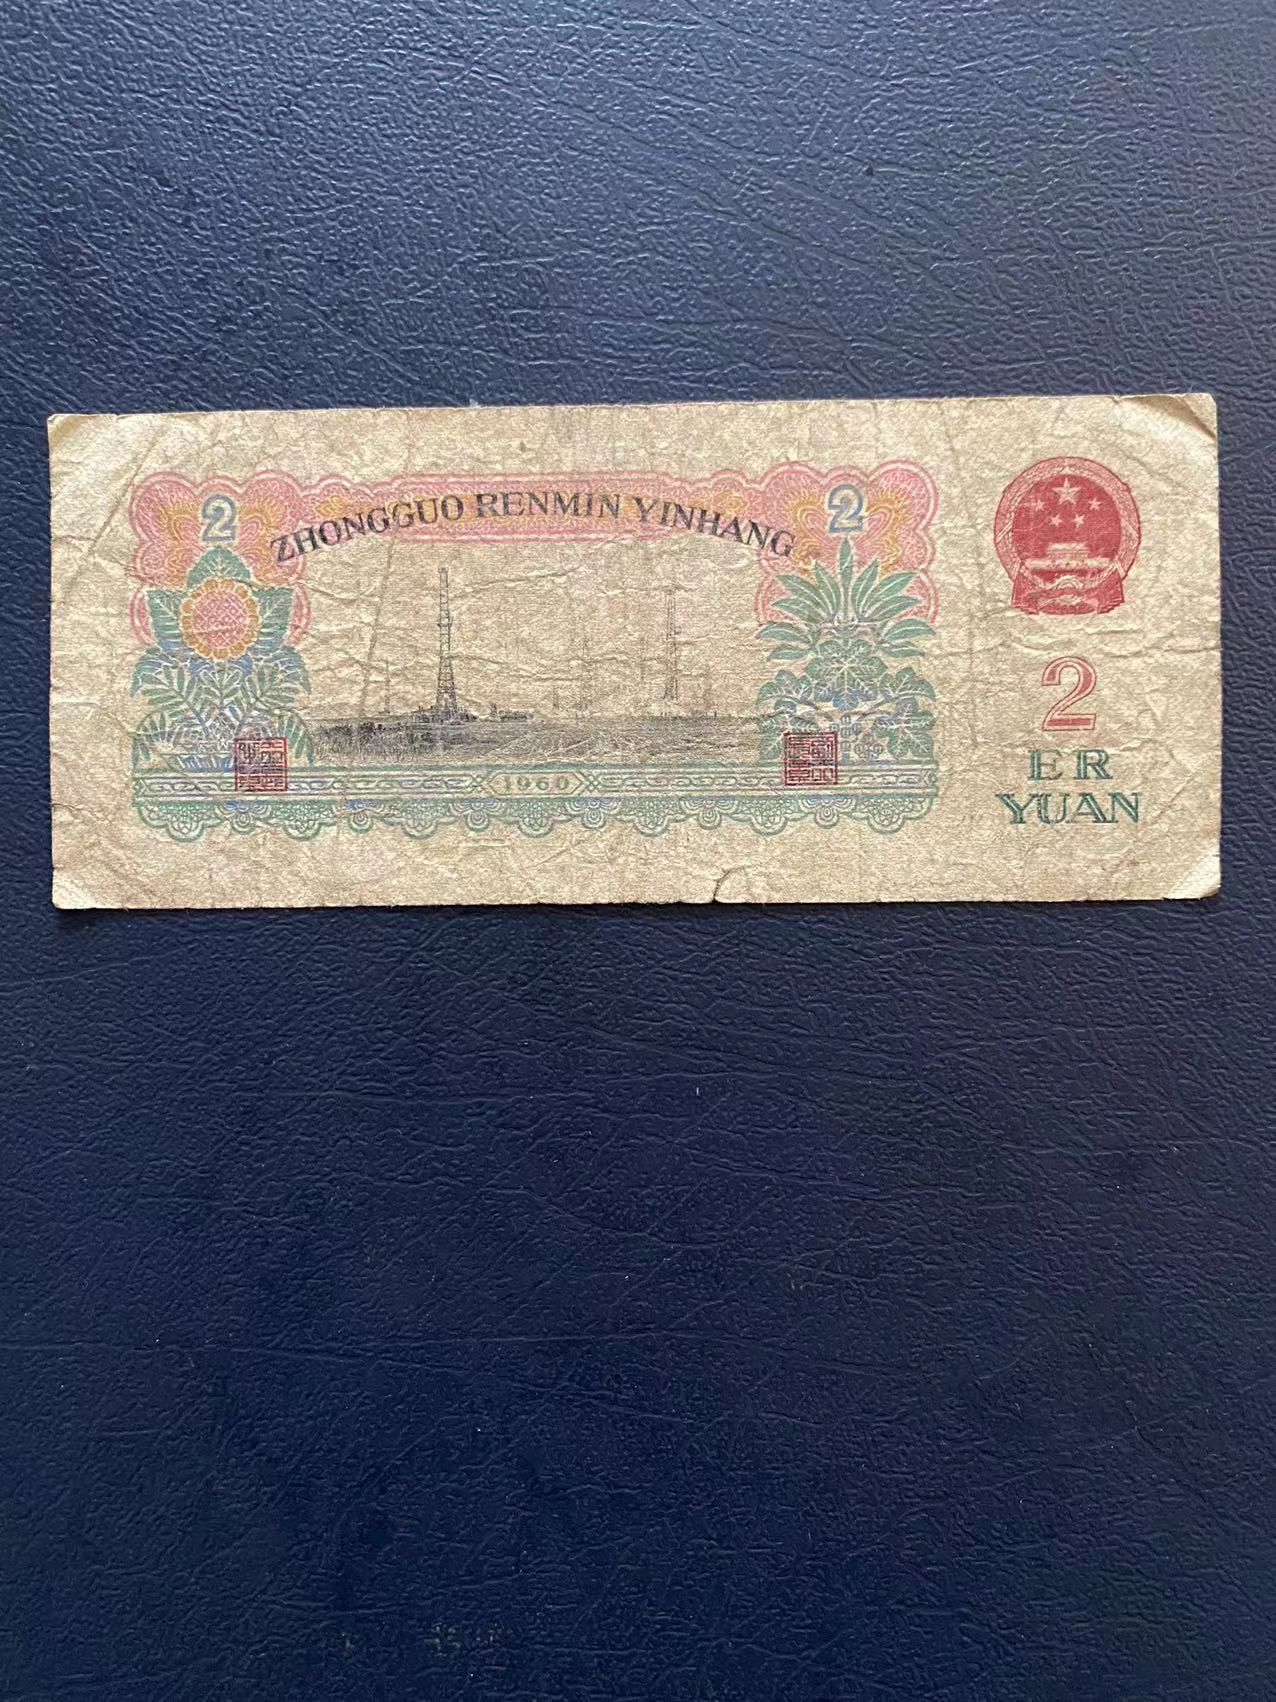 2
ZHONGGUO RENMIN YINHANG
2
2
ER
YUAN
1960